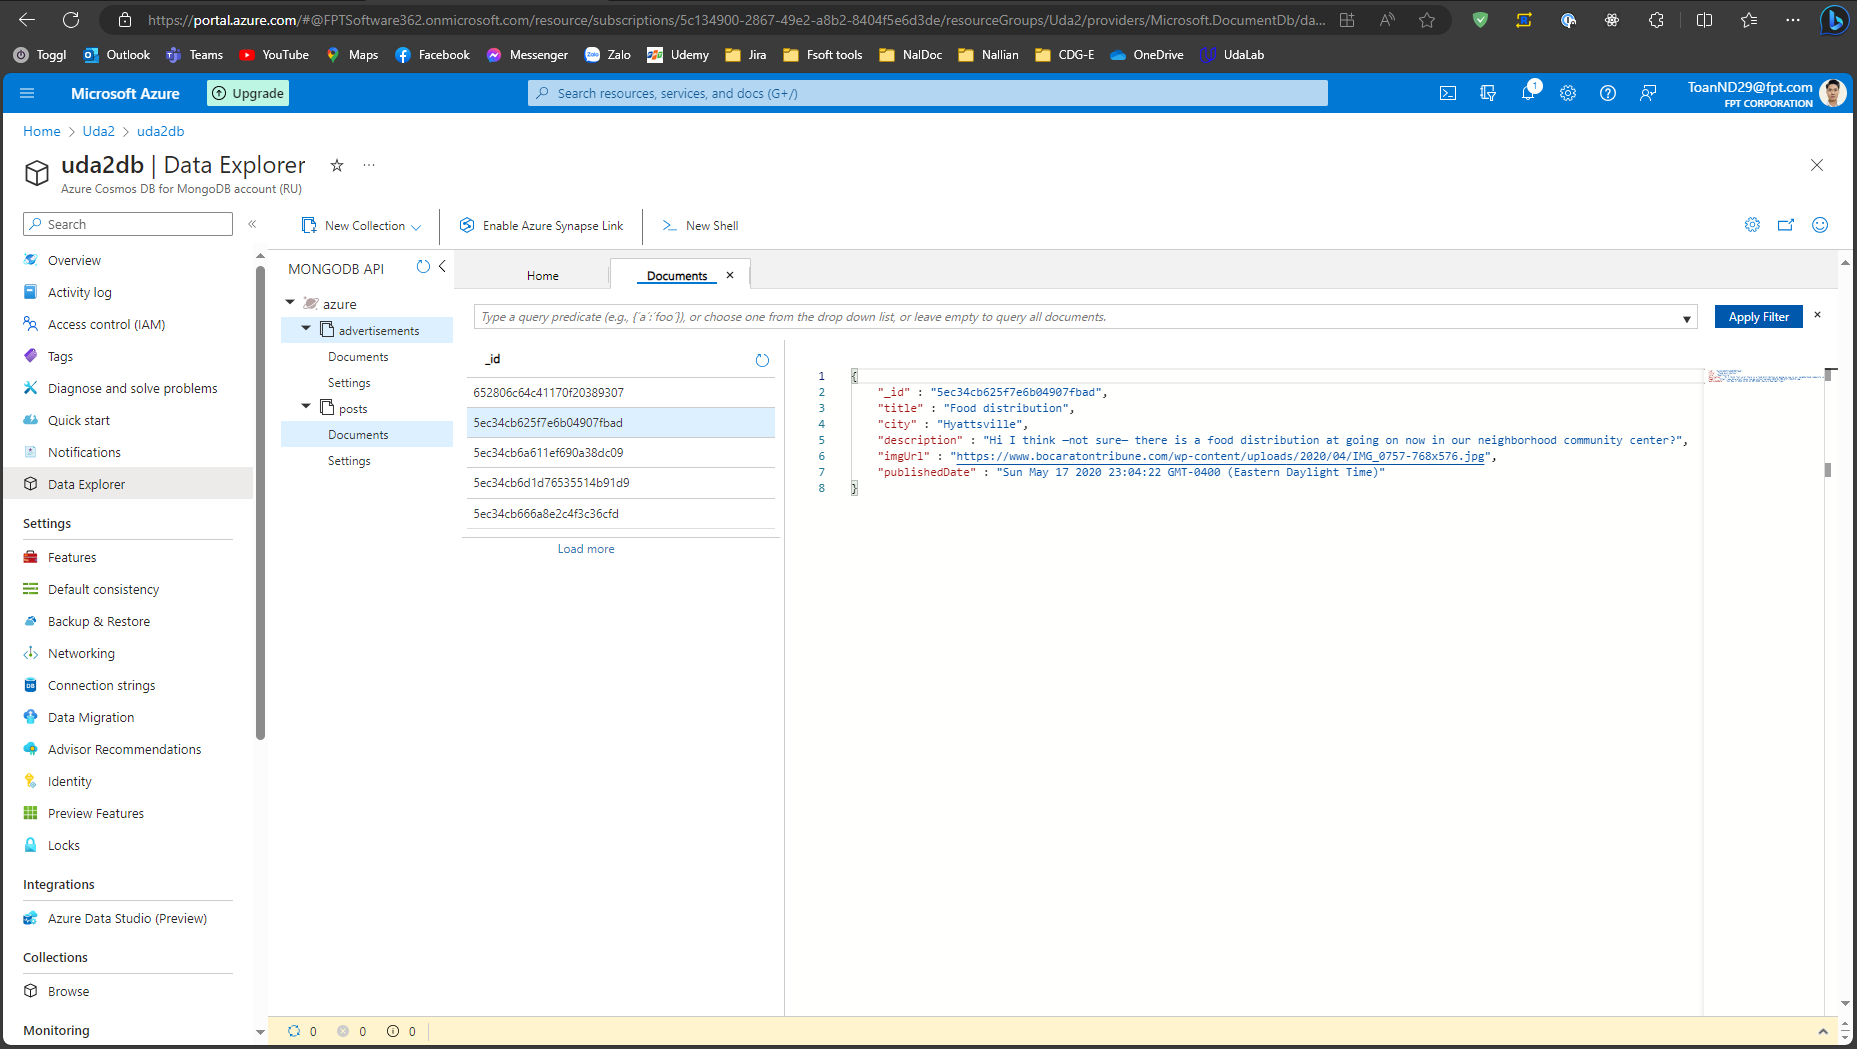 https://portal.azure.com/#@FPTSoftware362.onmicrosoft.com/resource/subscriptions/5c134900-2867-49e2-a8b2-8404f5e6d3de/resourceGroups/Uda2/providers/Microsoft.DocumentDb/da...
Toggl Outlook Teams YouTube Maps Facebook Messenger Zalo Udemy Jira Fsoft tools NalDoc Nallian CDG-E OneDrive UdaLab
Microsoft Azure Upgrade Search resources, services, and docs (G+/) 1 ToanND29@fpt.com
FPT CORPORATION
Home > Uda2 > uda2db
uda2db | Data Explorer
Azure Cosmos DB for MongoDB account (RU)
Search
New Collection Enable Azure Synapse Link New Shell
Overview
Activity log
Access control (IAM)
Tags
Diagnose and solve problems
Quick start
Notifications
Data Explorer
Settings
Features
Default consistency
Backup & Restore
Networking
Connection strings
Data Migration
Advisor Recommendations
Identity
Preview Features
Locks
Integrations
Azure Data Studio (Preview)
Collections
Browse
Monitoring
MONGODB API
azure
advertisements
Documents
Settings
posts
Documents
Settings
Home Documents
Type a query predicate (e.g., {´a´:´foo´}), or choose one from the drop down list, or leave empty to query all documents.
Apply Filter
_id
652806c64c41170f20389307
5ec34cb625f7e6b04907fbad
5ec34cb6a611ef690a38dc09
5ec34cb6d1d76535514b91d9
5ec34cb666a8e2c4f3c36cfd
Load more
1 {
2 "_id" : "5ec34cb625f7e6b04907fbad",
3 "title" : "Food distribution",
4 "city" : "Hyattsville",
5 "description" : "Hi I think —not sure— there is a food distribution at going on now in our neighborhood community center?",
6 "imgUrl" : "https://www.bocaratontribune.com/wp-content/uploads/2020/04/IMG_0757-768x576.jpg",
7 "publishedDate" : "Sun May 17 2020 23:04:22 GMT-0400 (Eastern Daylight Time)"
8 }
0 0 0